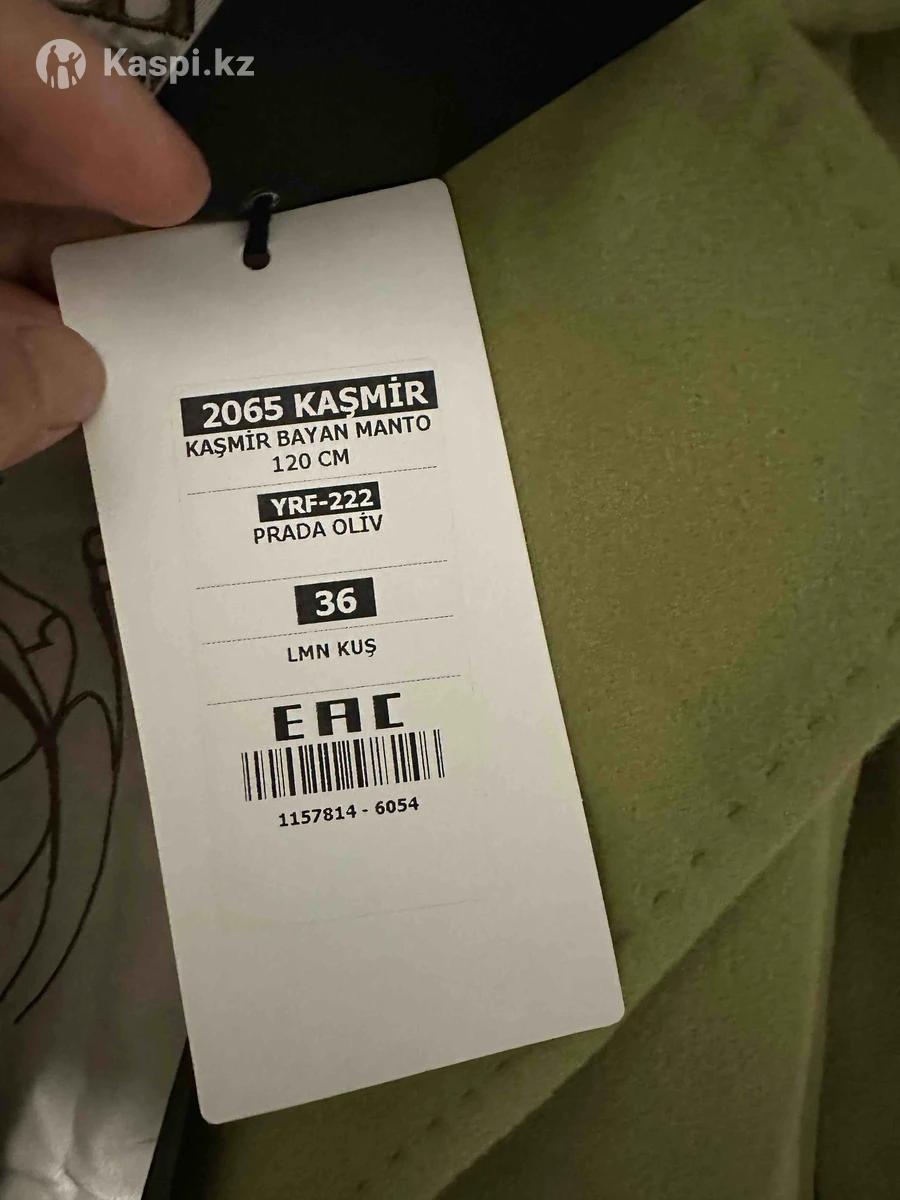 Kaspi.kz
2065 KAŞMİR
KAŞMİR BAYAN MANTO
120 CM
YRF-222
PRADA OLİV
36
LMN KUŞ
EAC
1157814 - 6054